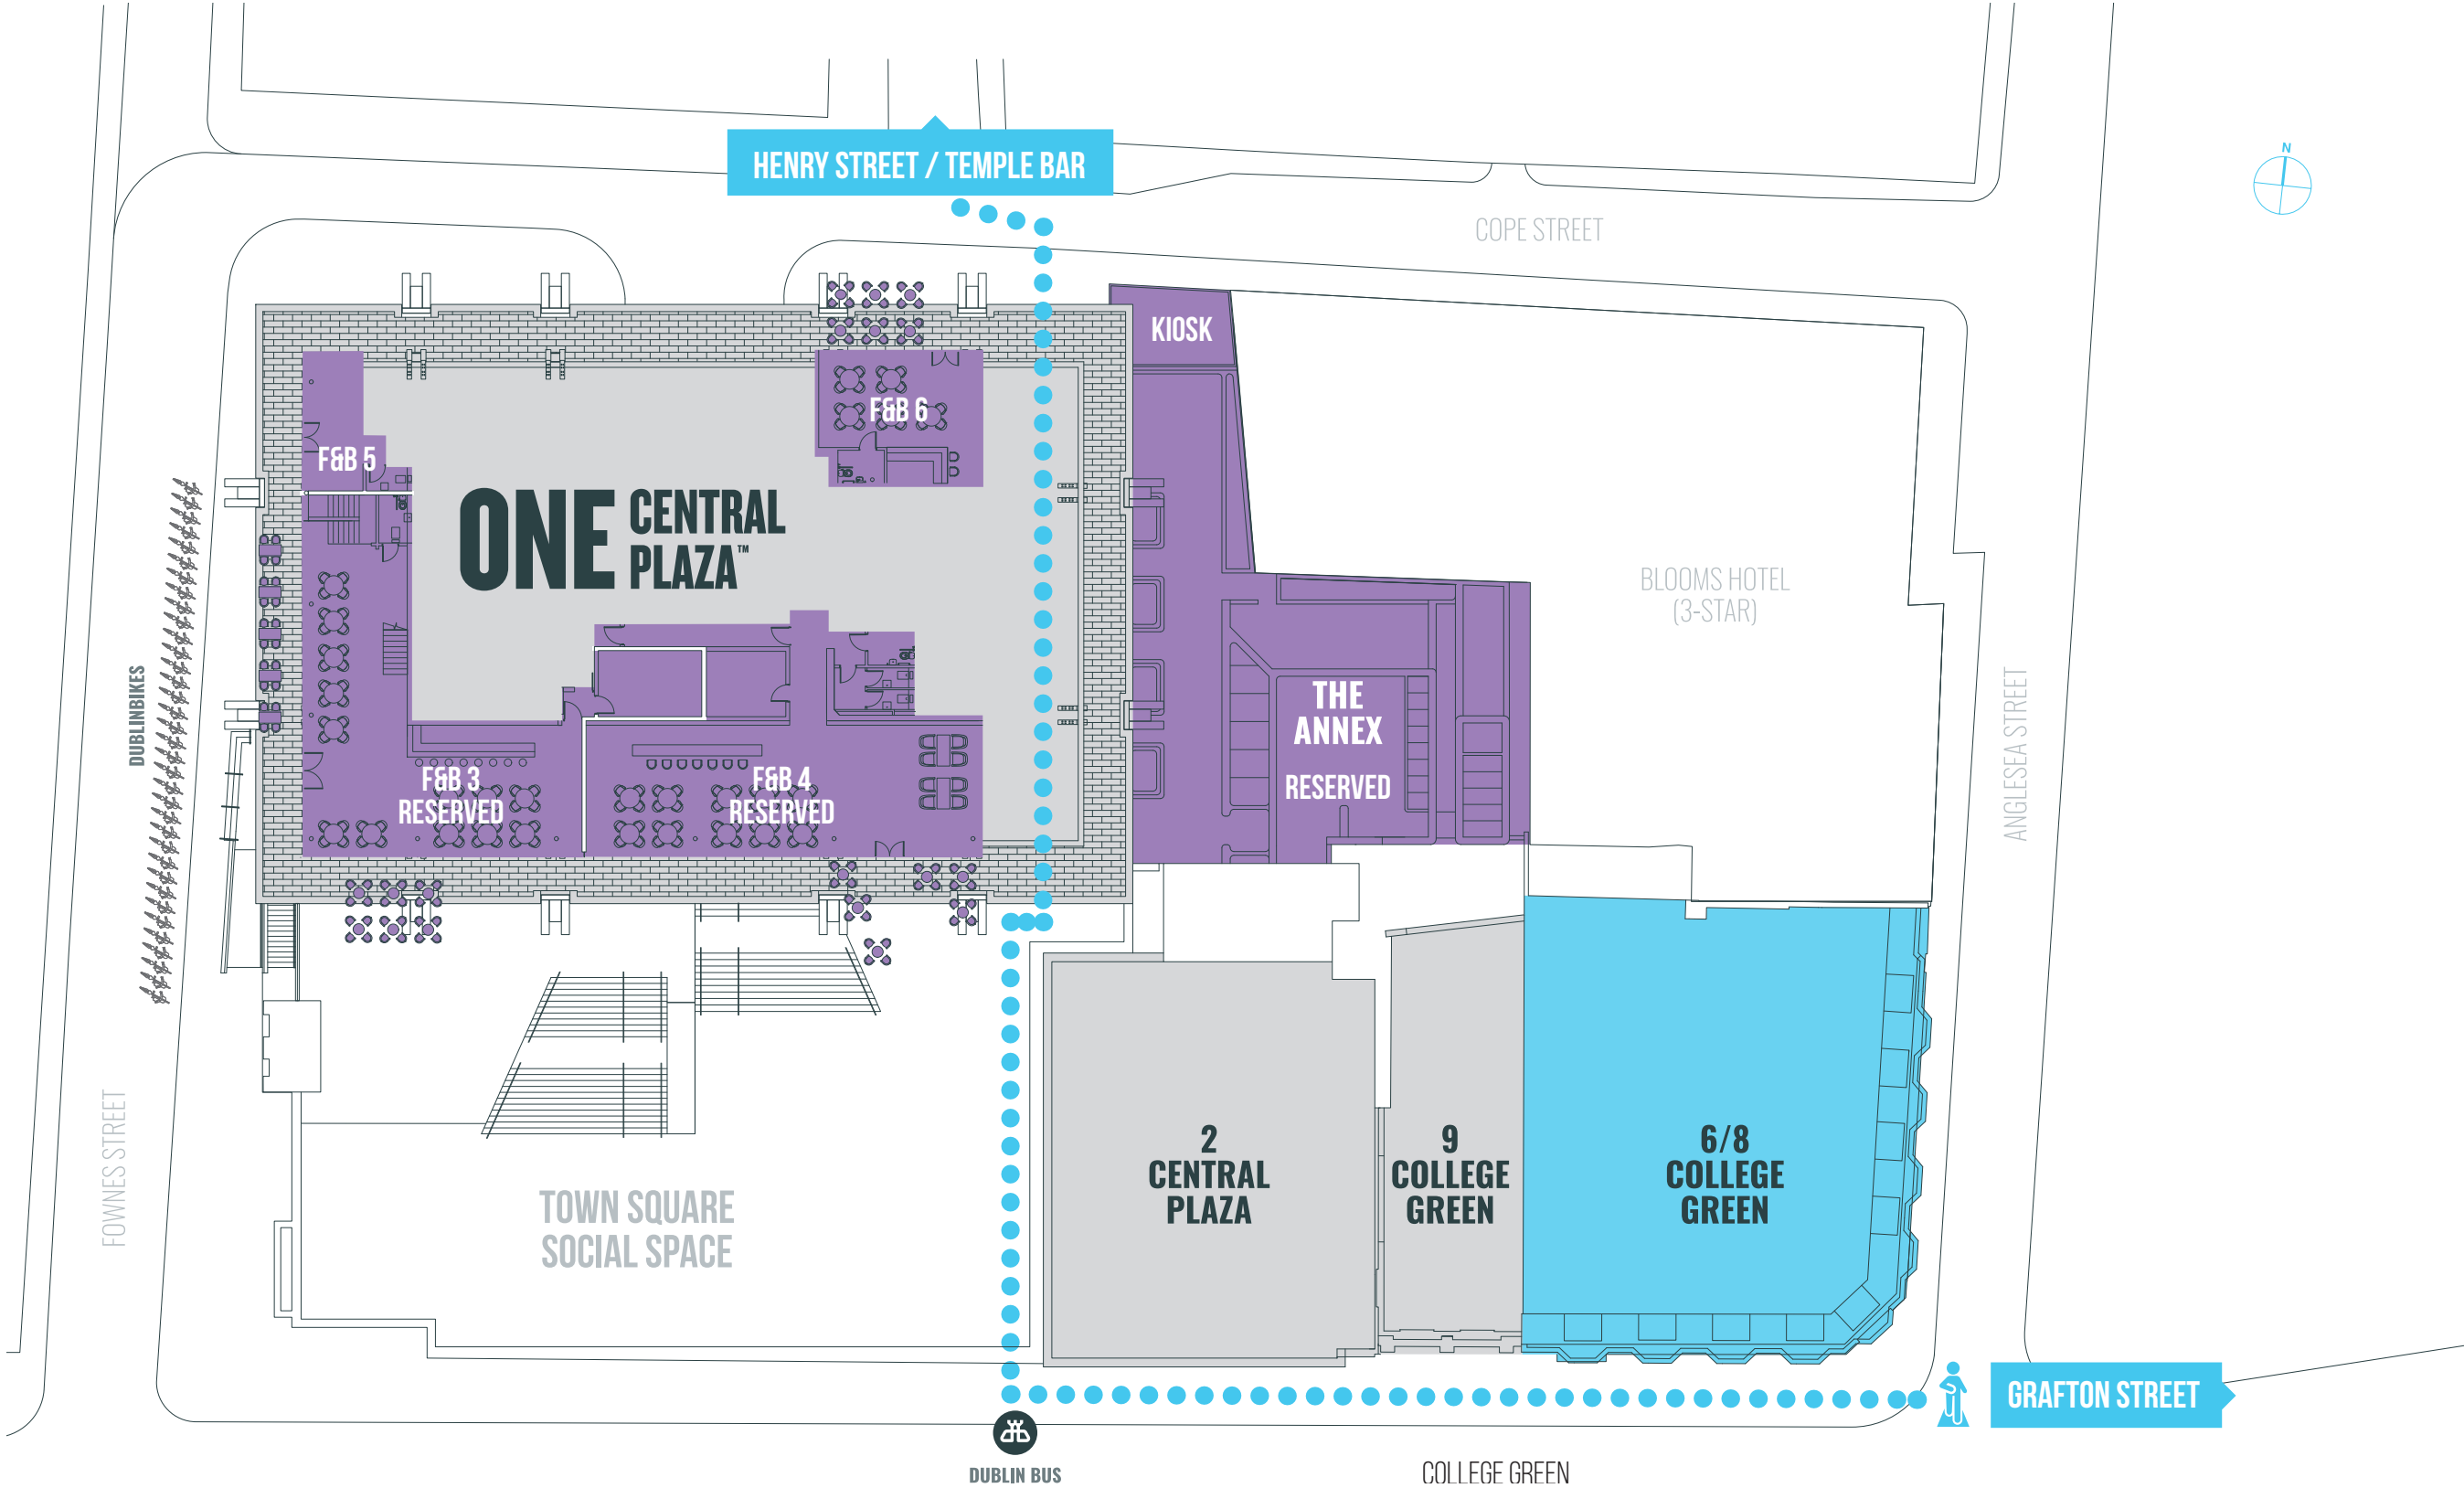 HENRY STREET / TEMPLE BAR
N
COPE STREET
KIOSK
F&B 6
F&B 5
ONE CENTRAL
PLAZA™
BLOOMS HOTEL
(3-STAR)
DUBLINBIKES
THE
ANNEX
RESERVED
F&B 3
RESERVED
F&B 4
RESERVED
ANGLESEA STREET
FOWNES STREET
TOWN SQUARE
SOCIAL SPACE
2
CENTRAL
PLAZA
9
COLLEGE
GREEN
6/8
COLLEGE
GREEN
GRAFTON STREET
DUBLIN BUS
COLLEGE GREEN